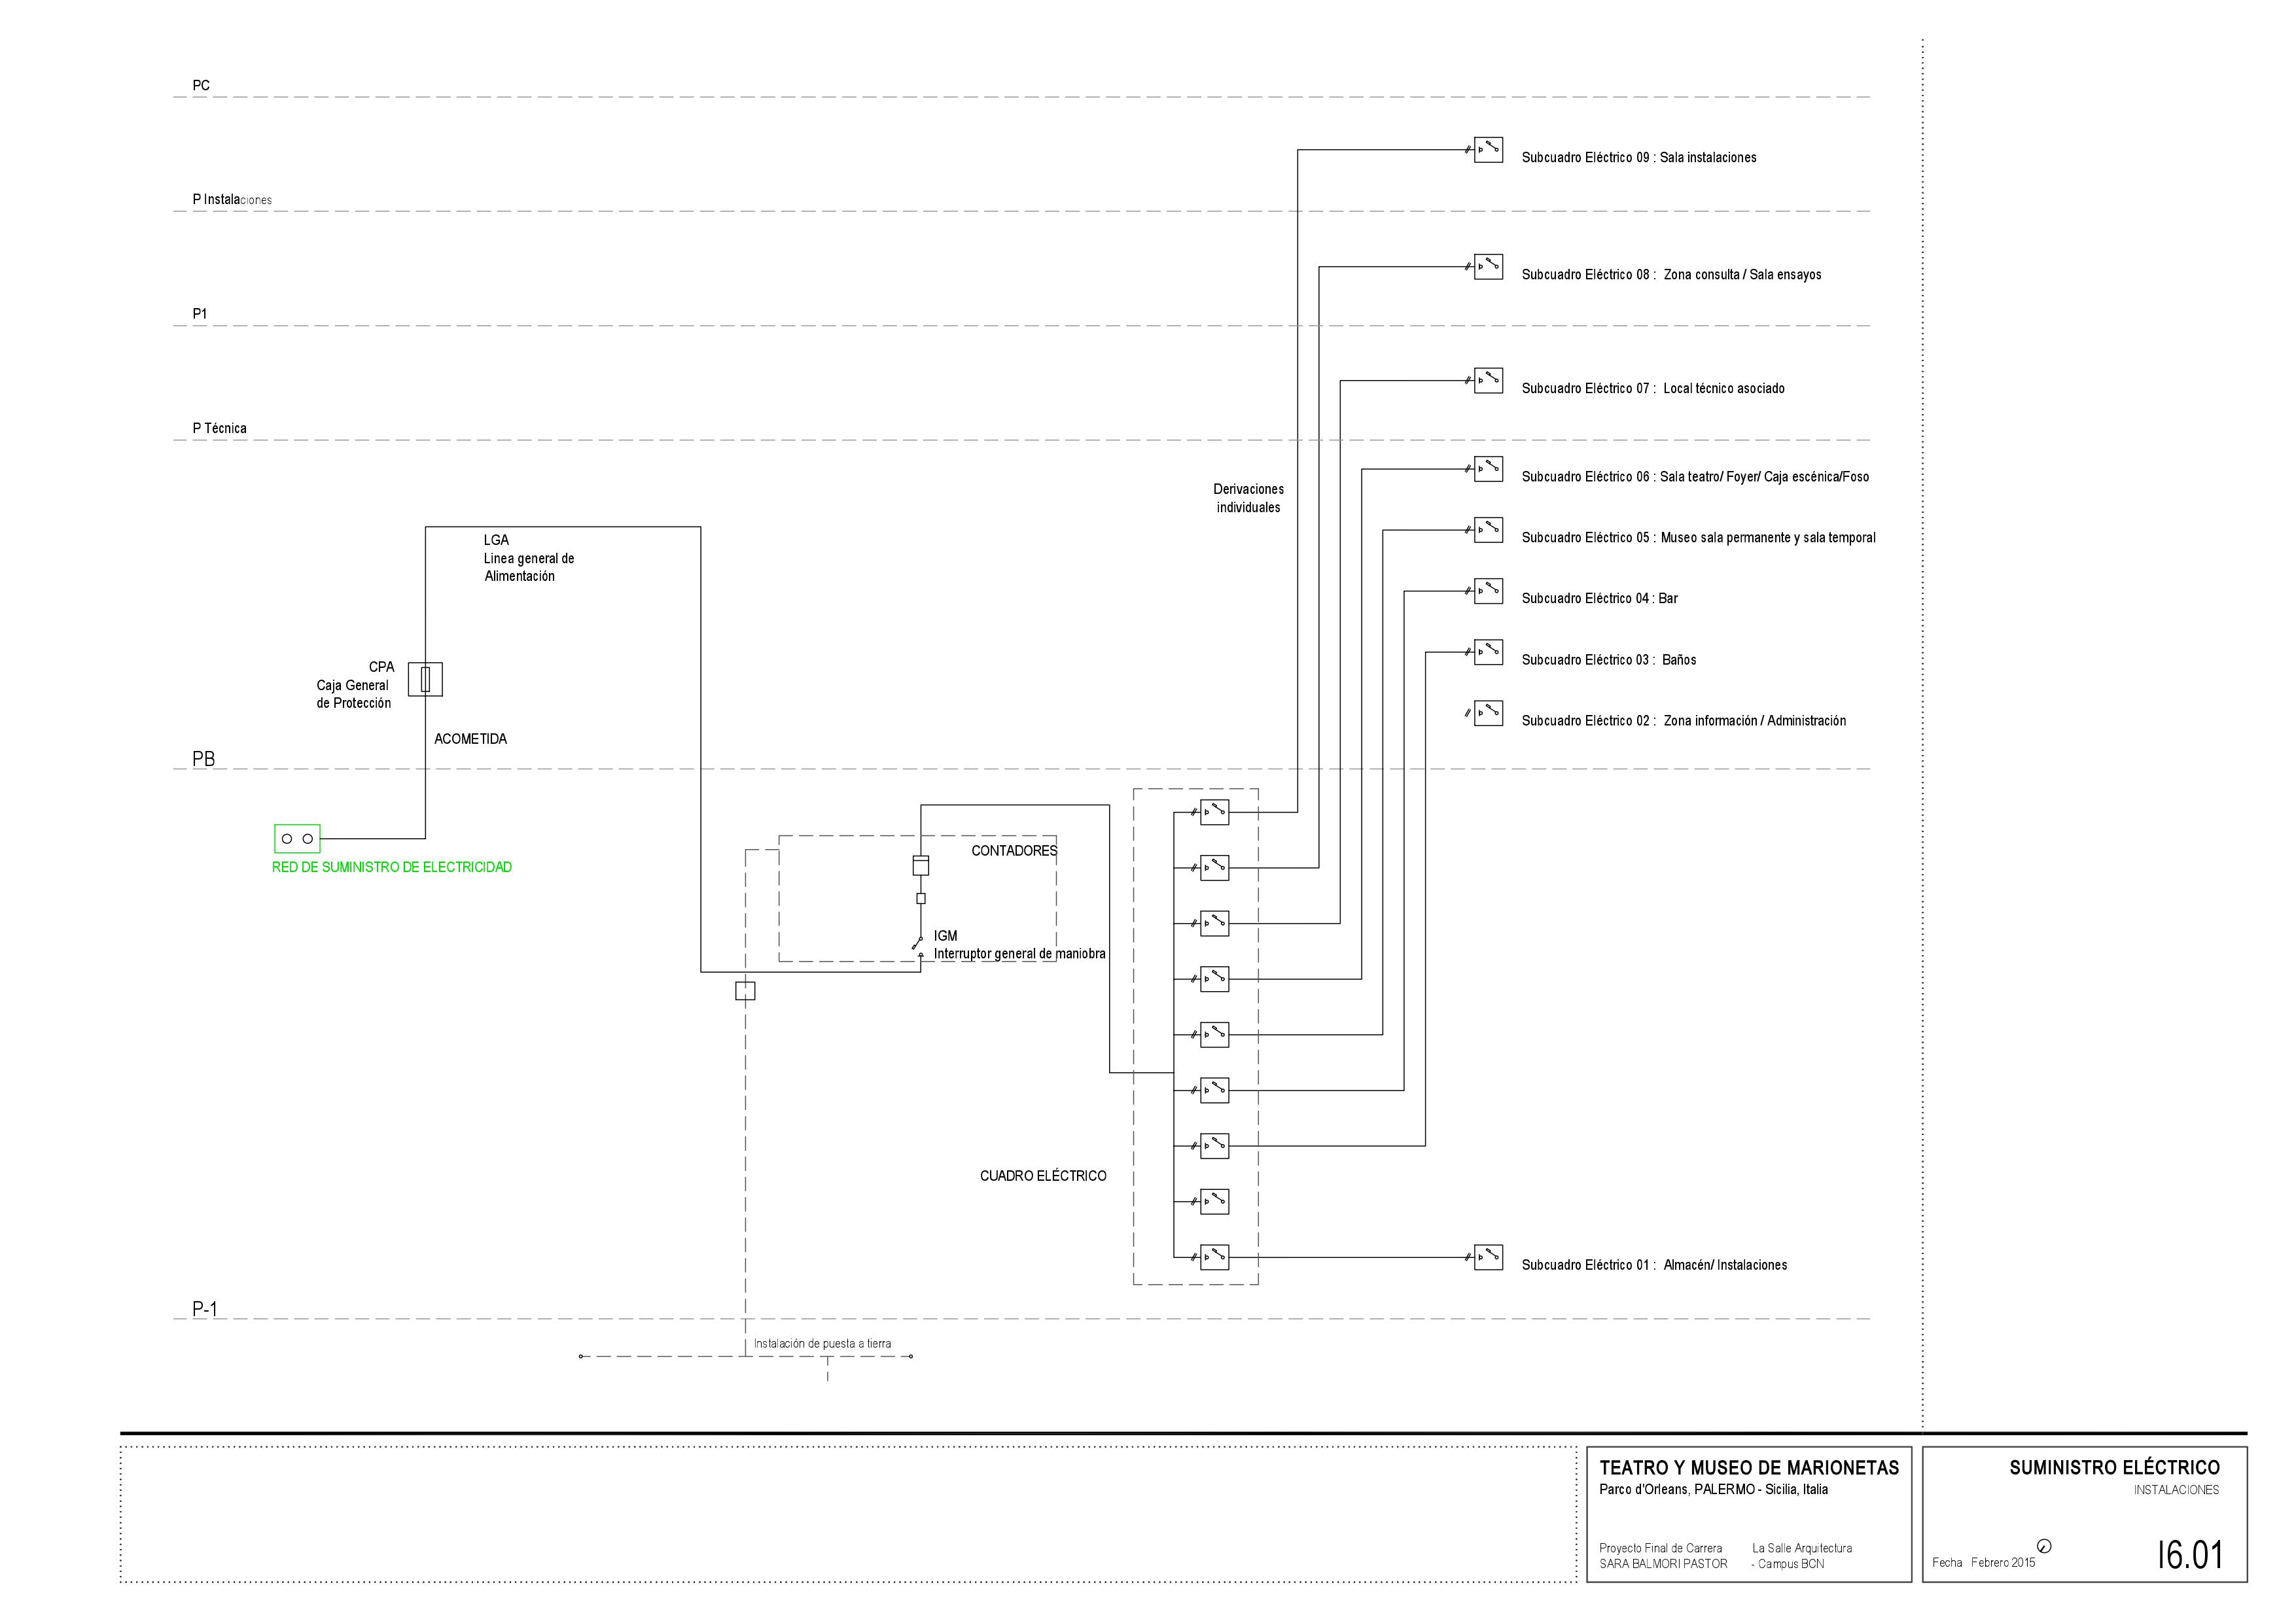 PC
Subcuadro Eléctrico 09 : Sala instalaciones
P Instalaciones
Subcuadro Eléctrico 08 : Zona consulta / Sala ensayos
P1
Subcuadro Eléctrico 07 : Local técnico asociado
P Técnica
Subcuadro Eléctrico 06 : Sala teatro/ Foyer/ Caja escénica/Foso
Derivaciones
individuales
Subcuadro Eléctrico 05 : Museo sala permanente y sala temporal
LGA
Linea general de
Alimentación
Subcuadro Eléctrico 04 : Bar
Subcuadro Eléctrico 03 : Baños
CPA
Caja General
de Protección
Subcuadro Eléctrico 02 : Zona información / Administración
ACOMETIDA
PB
RED DE SUMINISTRO DE ELECTRICIDAD
CONTADORES
IGM
Interruptor general de maniobra
CUADRO ELÉCTRICO
Subcuadro Eléctrico 01 : Almacén/ Instalaciones
P-1
Instalación de puesta a tierra
TEATRO Y MUSEO DE MARIONETAS
Parco d'Orleans, PALERMO - Sicilia, Italia
Proyecto Final de Carrera La Salle Arquitectura
SARA BALMORI PASTOR - Campus BCN
SUMINISTRO ELÉCTRICO
INSTALACIONES
Fecha Febrero 2015
I6.01